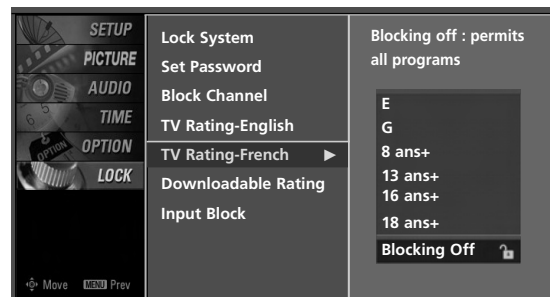 SETUP
PICTURE
AUDIO
TIME
OPTION
LOCK
Move MENU Prev
Lock System
Set Password
Block Channel
TV Rating-English
TV Rating-French
Downloadable Rating
Input Block
Blocking off : permits
all programs
E
G
8 ans+
13 ans+
16 ans+
18 ans+
Blocking Off